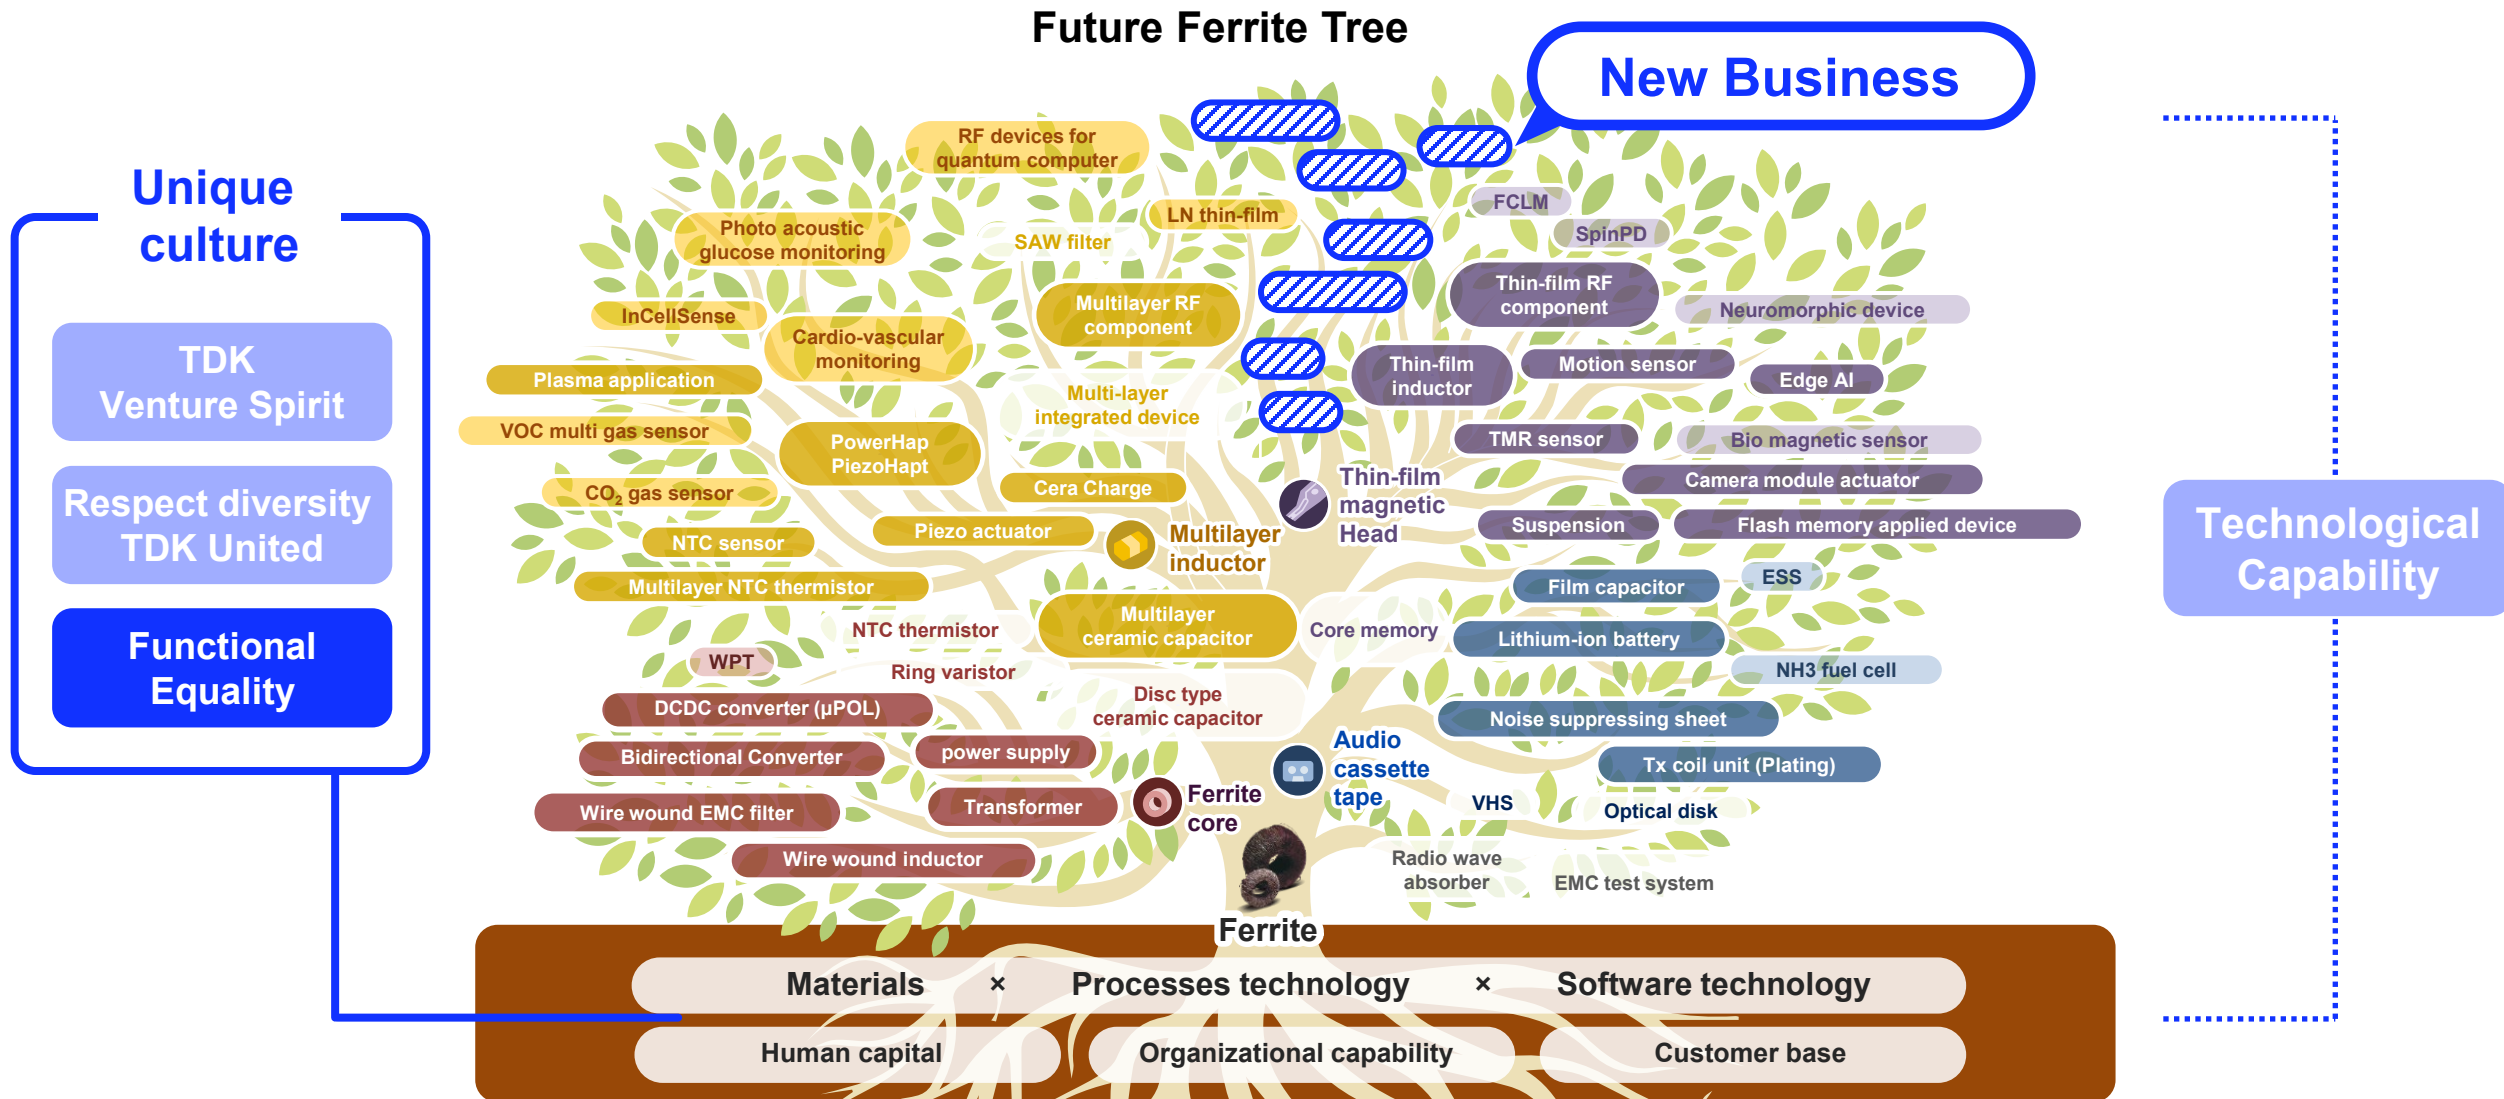 Future Ferrite Tree
New Business
Unique
culture
TDK
Venture Spirit
Respect diversity
TDK United
Functional
Equality
RF devices for
quantum computer
Photo acoustic
glucose monitoring
SAW filter
LN thin-film
FCLM
SpinPD
InCellSense
Cardio-vascular
monitoring
Multilayer RF
component
Thin-film RF
component
Neuromorphic device
Plasma application
Multi-layer
integrated device
Thin-film
inductor
Motion sensor
Edge AI
VOC multi gas sensor
PowerHap
PiezoHapt
TMR sensor
Bio magnetic sensor
CO₂ gas sensor
Cera Charge
Thin-film
magnetic
Head
Camera module actuator
NTC sensor
Piezo actuator
Multilayer
inductor
Suspension
Flash memory applied device
Multilayer NTC thermistor
Film capacitor
ESS
NTC thermistor
Multilayer
ceramic capacitor
Core memory
Lithium-ion battery
WPT
Ring varistor
NH3 fuel cell
DCDC converter (μPOL)
Disc type
ceramic capacitor
Noise suppressing sheet
Bidirectional Converter
power supply
Audio
cassette
tape
Tx coil unit (Plating)
Wire wound EMC filter
Transformer
Ferrite
core
VHS
Optical disk
Wire wound inductor
Radio wave
absorber
EMC test system
Ferrite
Materials × Processes technology × Software technology
Human capital
Organizational capability
Customer base
Technological
Capability